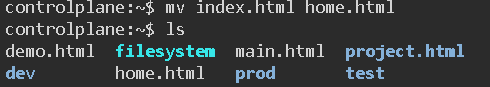 controlplane:~$ mv index.html home.html
controlplane:~$ ls
demo.html filesystem main.html project.html
dev home.html prod test